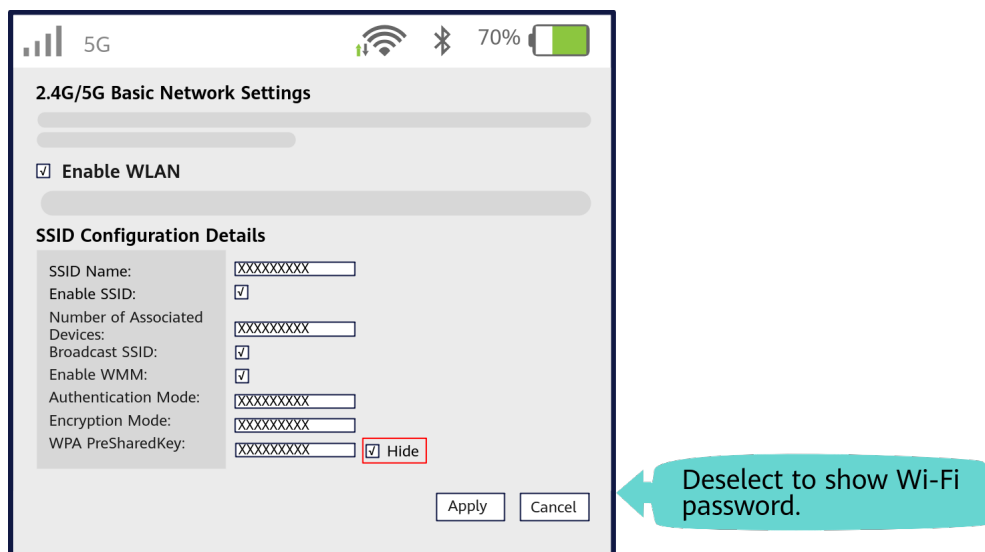 5G
70%
2.4G/5G Basic Network Settings
Enable WLAN
SSID Configuration Details
SSID Name: XXXXXXXXX
Enable SSID:
Number of Associated
Devices: XXXXXXXXX
Broadcast SSID:
Enable WMM:
Authentication Mode: XXXXXXXXX
Encryption Mode: XXXXXXXXX
WPA PreSharedKey: XXXXXXXXX Hide
Apply Cancel
Deselect to show Wi-Fi
password.